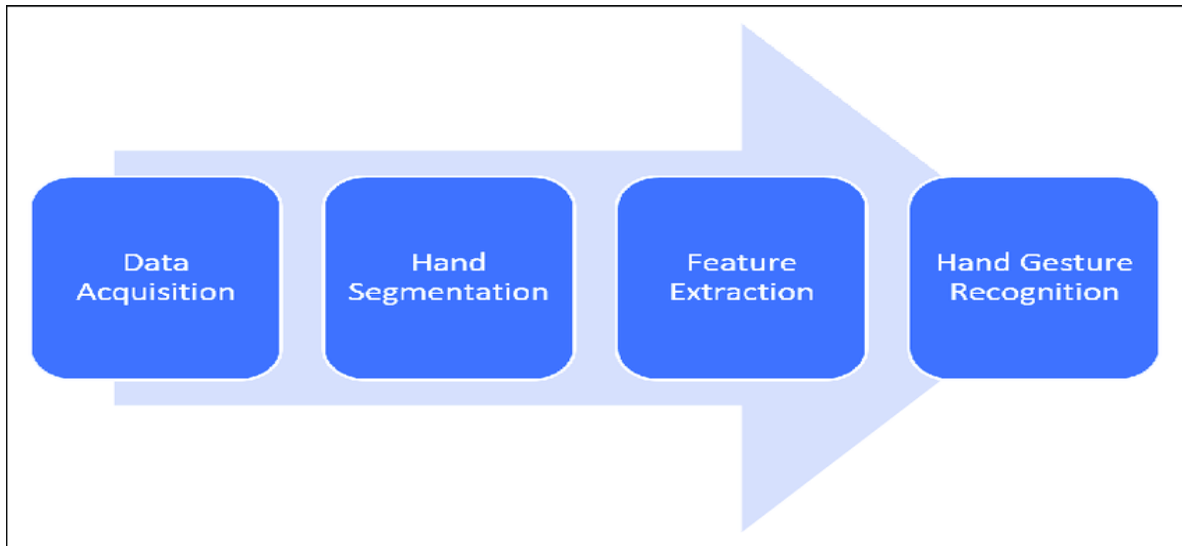 Data
Acquisition
Hand
Segmentation
Feature
Extraction
Hand Gesture
Recognition